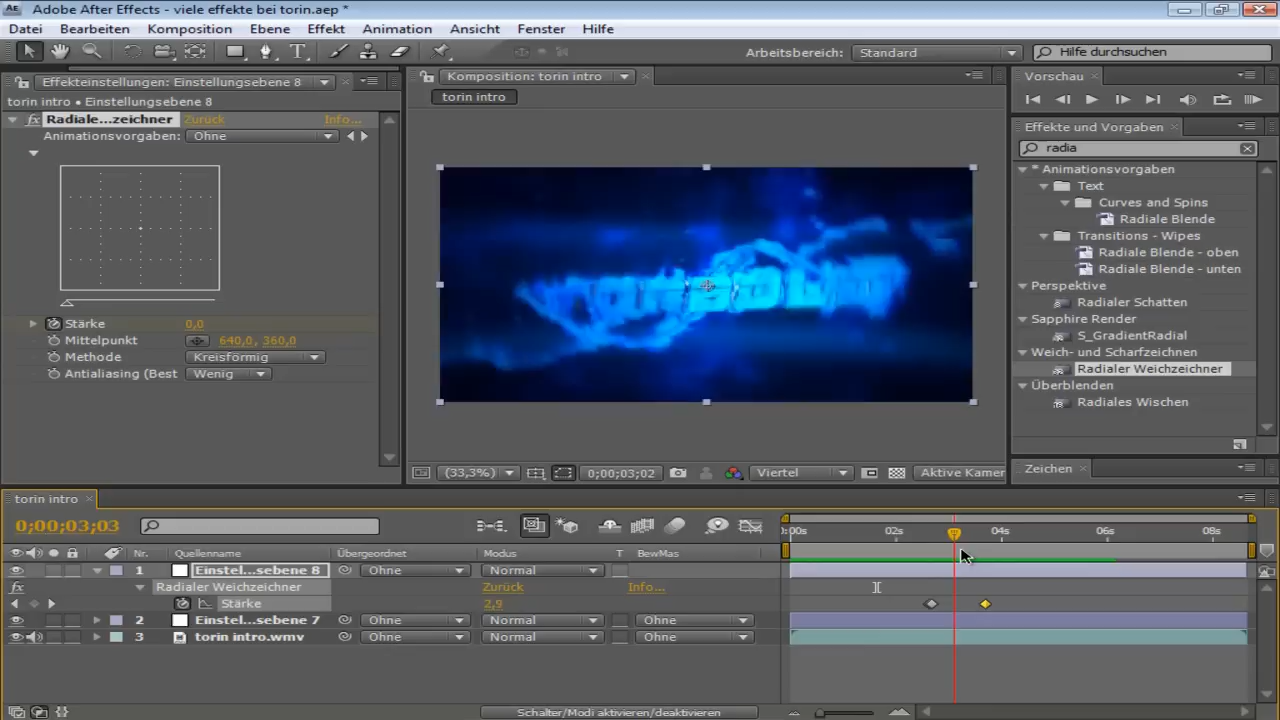 Adobe After Effects - viele effekte bei torin.aep *
Datei Bearbeiten Komposition Ebene Effekt Animation Ansicht Fenster Hilfe
Arbeitsbereich: Standard Hilfe durchsuchen
Effekteinstellungen: Einstellungsebene 8
torin intro • Einstellungsebene 8
fx Radiale...zeichner Zurück Info...
Animationsvorgaben: Ohne
Stärke 0,0
Mittelpunkt 640,0, 360,0
Methode Kreisförmig
Antialiasing (Best Wenig
Komposition: torin intro
torin intro
(33,3%) 0;00;03;02 Viertel Aktive Kamer
Vorschau
Effekte und Vorgaben
radia
* Animationsvorgaben
Text
Curves and Spins
Radiale Blende
Transitions - Wipes
Radiale Blende - oben
Radiale Blende - unten
Perspektive
Radialer Schatten
Sapphire Render
S_GradientRadial
Weich- und Scharfzeichnen
Radialer Weichzeichner
Überblenden
Radiales Wischen
Zeichen
torin intro
0;00;03;03
):00s 02s 04s 06s 08s
Nr. Quellenname Übergeordnet Modus T BewMas
1 Einstel...sebene 8 Ohne Normal
fx Radialer Weichzeichner Zurück Info...
Stärke 2,9
2 Einstel...sebene 7 Ohne Normal Ohne
3 torin intro.wmv Ohne Normal Ohne
Schalter/Modi aktivieren/deaktivieren